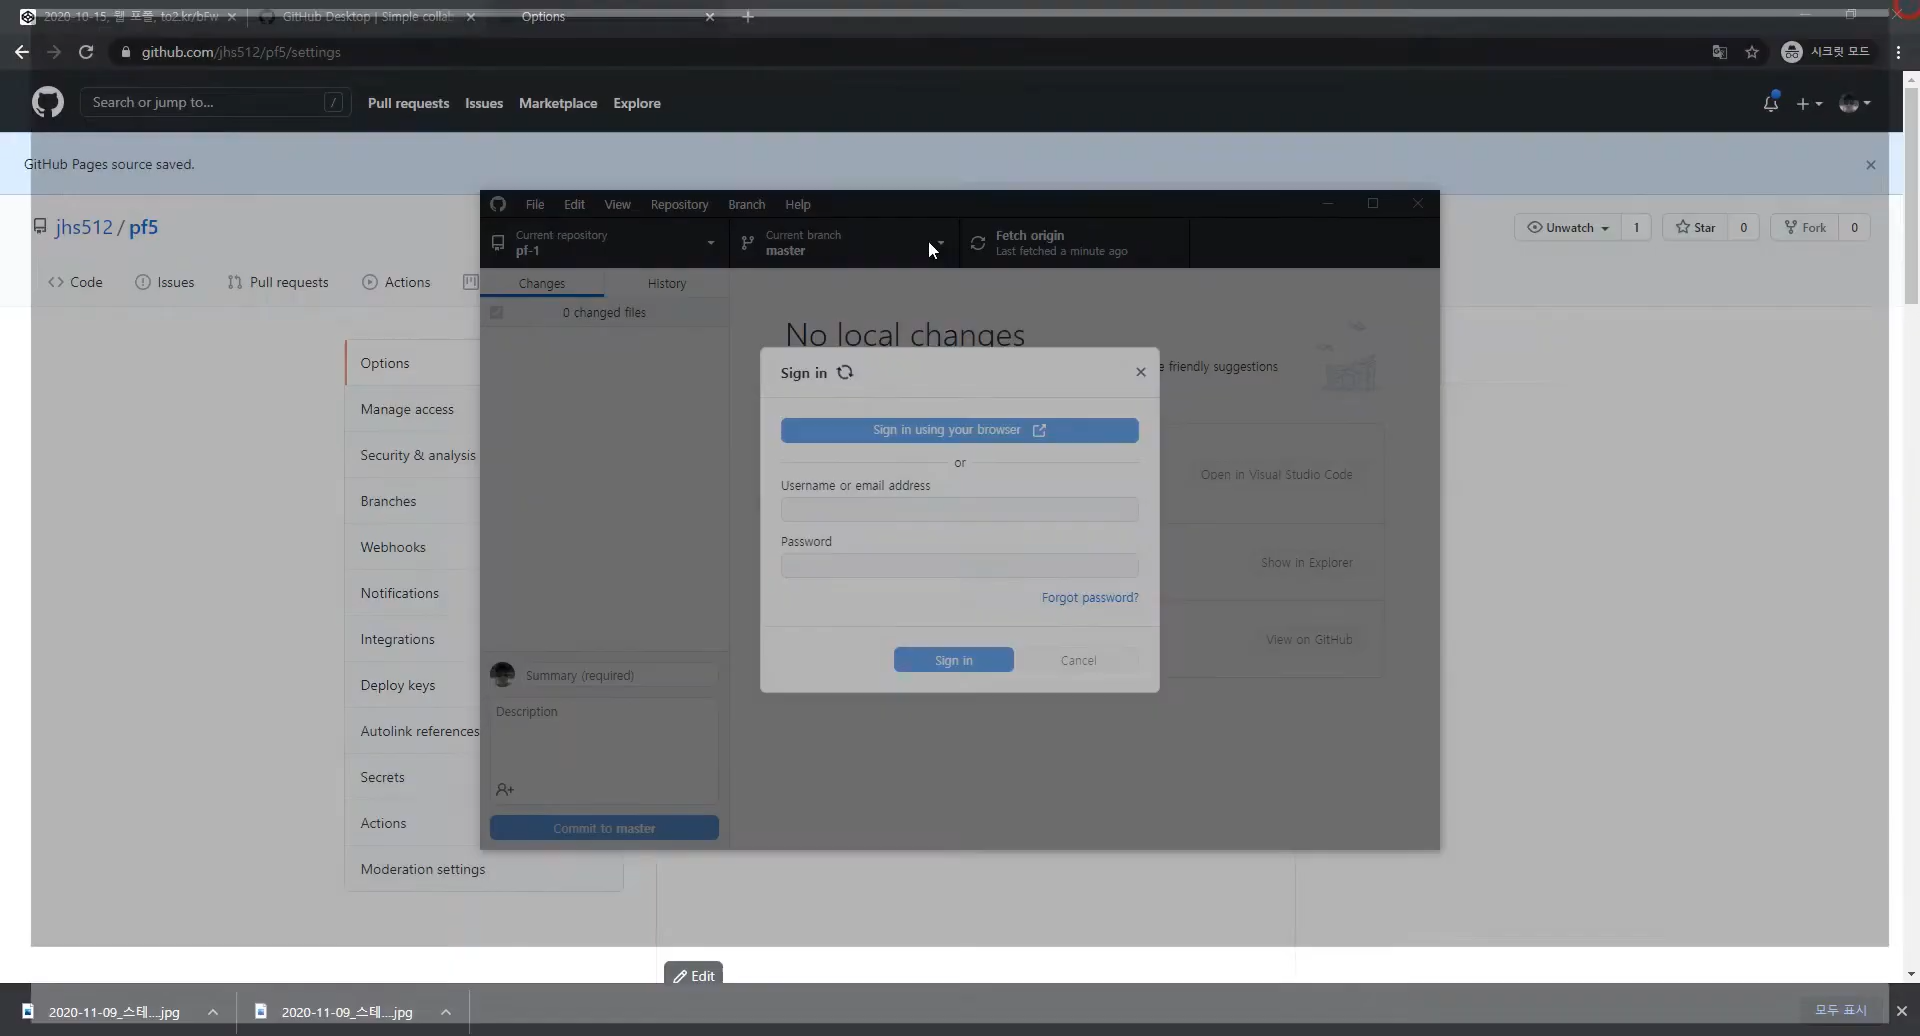 2020-10-15, 웹 포폴, to2.kr/bFw
GitHub Desktop | Simple collab
Options
github.com/jhs512/pf5/settings
시크릿 모드
Search or jump to...
/
Pull requests
Issues
Marketplace
Explore
GitHub Pages source saved.
jhs512 / pf5
Unwatch
1
Star
0
Fork
0
Code
Issues
Pull requests
Actions
Options
Manage access
Security & analysis
Branches
Webhooks
Notifications
Integrations
Deploy keys
Autolink references
Secrets
Actions
Moderation settings
File
Edit
View
Repository
Branch
Help
Current repository
pf-1
Current branch
master
Fetch origin
Last fetched a minute ago
Changes
History
0 changed files
No local changes
friendly suggestions
Open in Visual Studio Code
Show in Explorer
View on GitHub
Sign in
Sign in using your browser
or
Username or email address
Password
Forgot password?
Sign in
Cancel
Summary (required)
Description
Commit to master
Edit
2020-11-09_스테....jpg
2020-11-09_스테....jpg
모두 표시